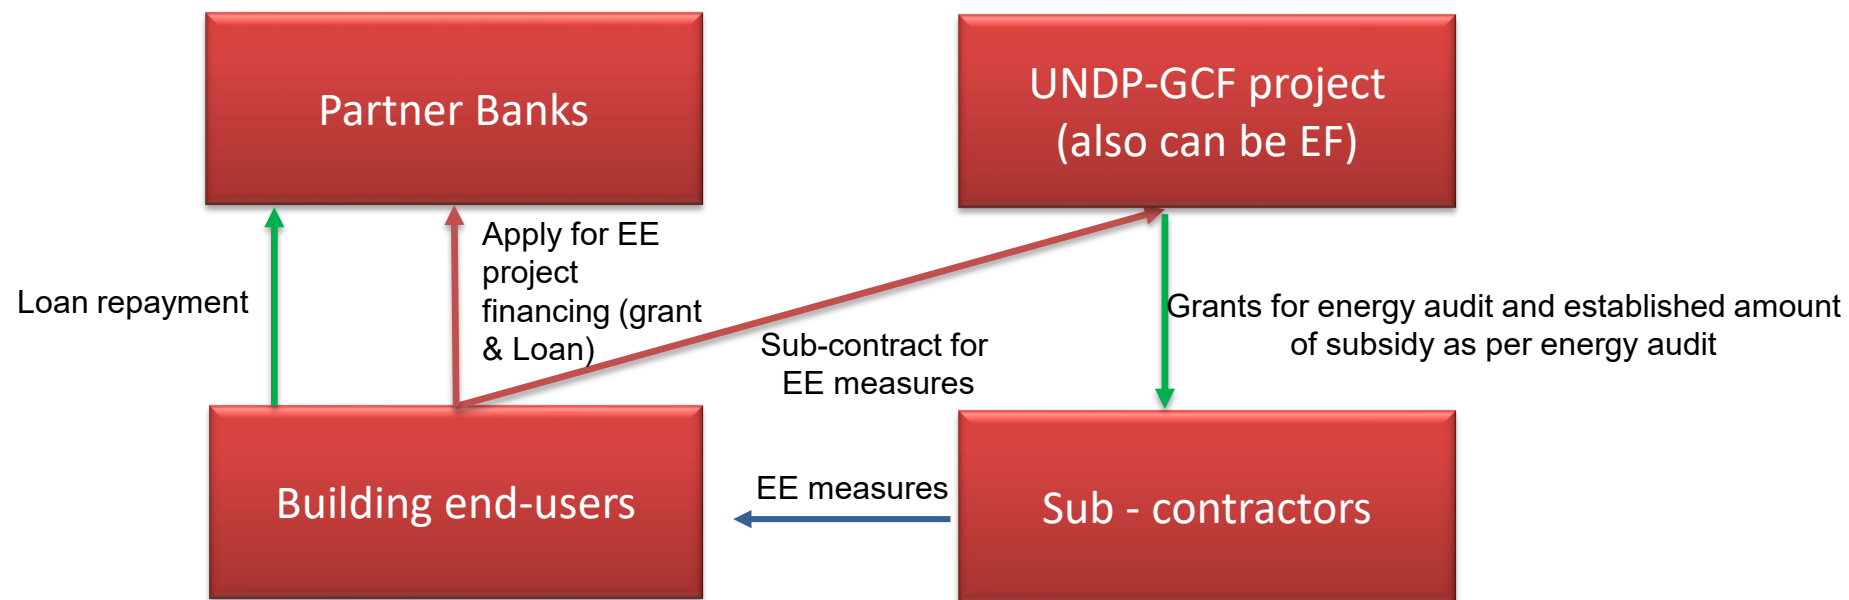 Partner Banks
UNDP-GCF project
(also can be EF)
Apply for EE
project
financing (grant
& Loan)
Loan repayment
Sub-contract for
EE measures
Grants for energy audit and established amount
of subsidy as per energy audit
Building end-users
EE measures
Sub - contractors